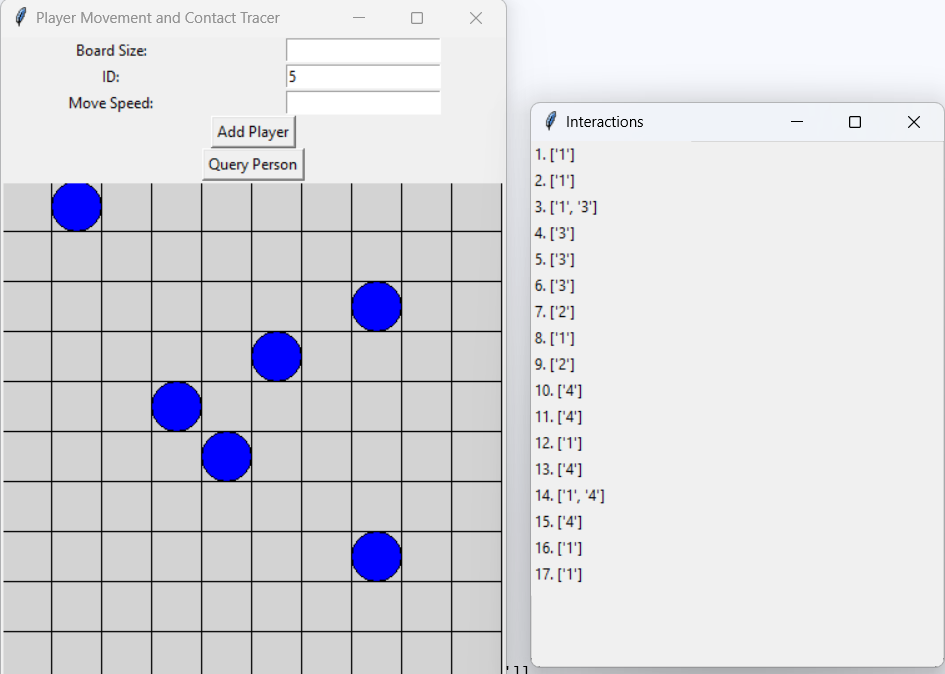 Player Movement and Contact Tracer
Board Size:
ID: 5
Move Speed:
Add Player
Query Person
Interactions
1. ['1']
2. ['1']
3. ['1', '3']
4. ['3']
5. ['3']
6. ['3']
7. ['2']
8. ['1']
9. ['2']
10. ['4']
11. ['4']
12. ['1']
13. ['4']
14. ['1', '4']
15. ['4']
16. ['1']
17. ['1']
']]